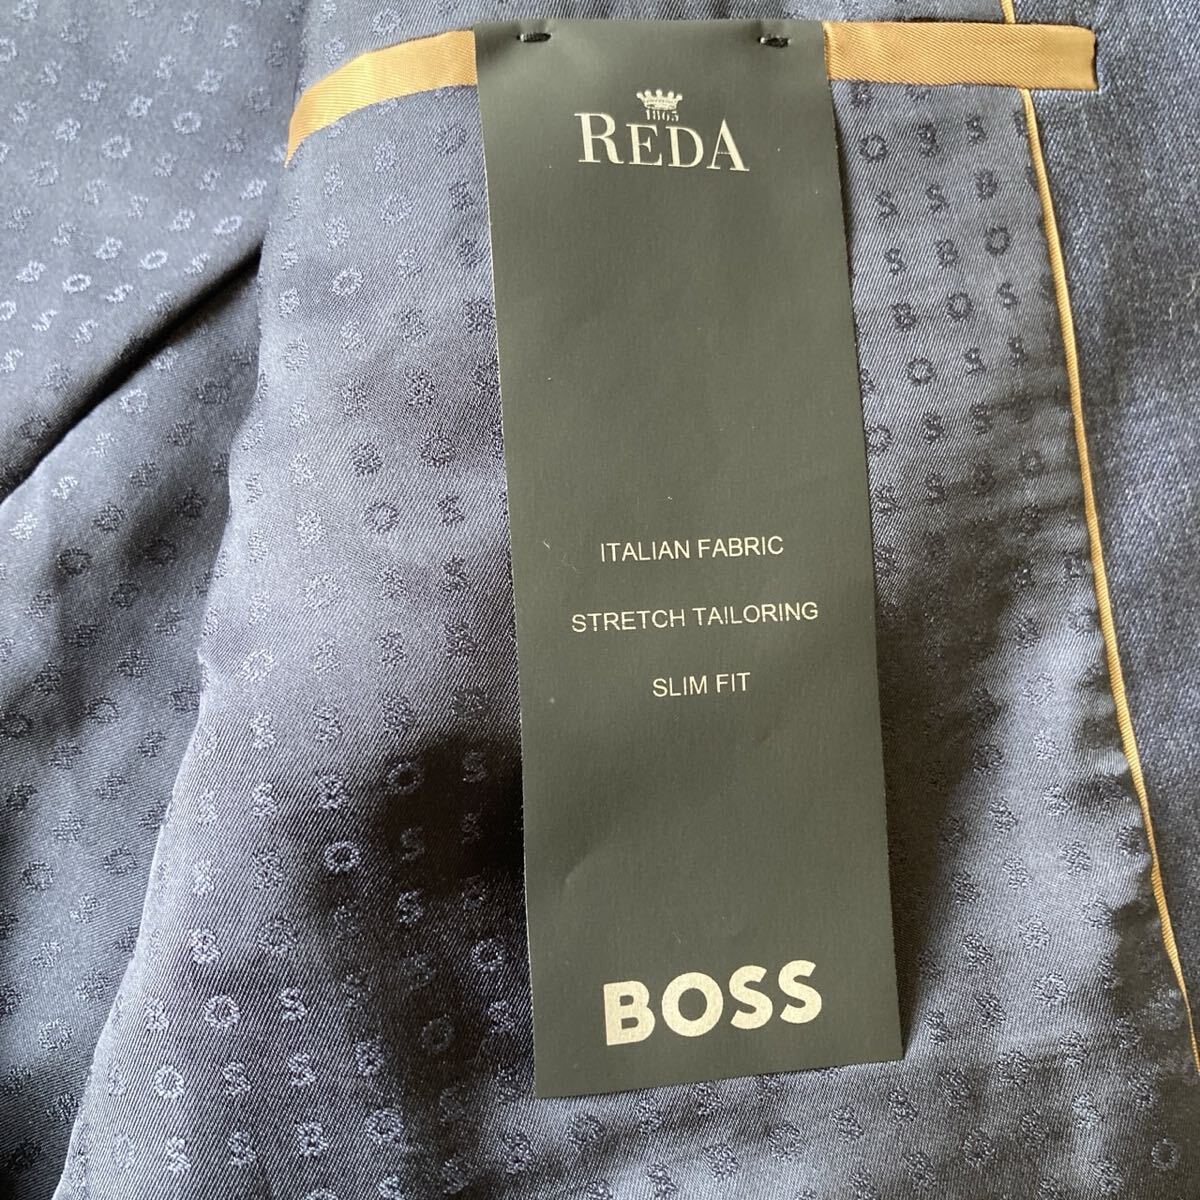 1865
REDA
ITALIAN FABRIC
STRETCH TAILORING
SLIM FIT
BOSS